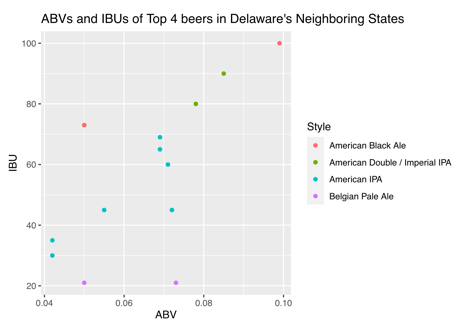 ABVs and IBUs of Top 4 beers in Delaware's Neighboring States
100
80
60
40
20
IBU
0.04 0.06 0.08 0.10
ABV
Style
American Black Ale
American Double / Imperial IPA
American IPA
Belgian Pale Ale